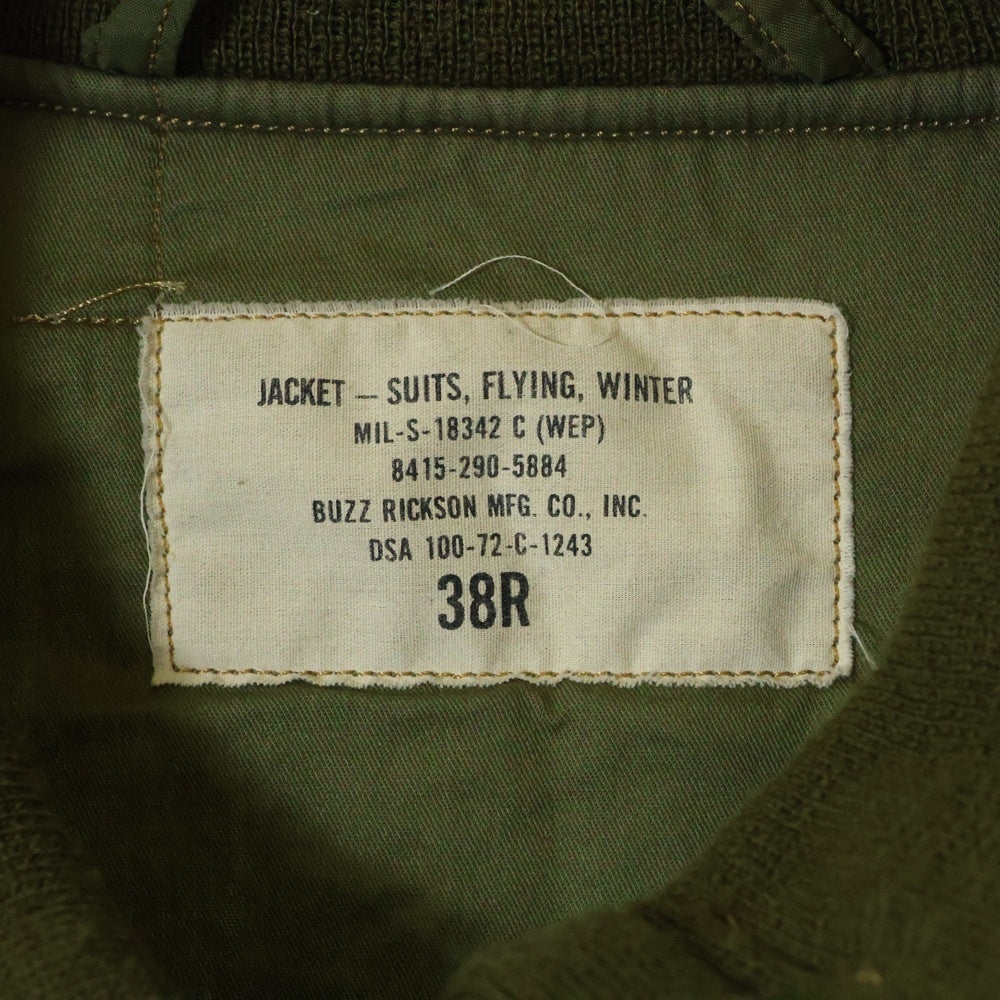 JACKET — SUITS, FLYING, WINTER
MIL-S-18342 C (WEP)
8415-290-5884
BUZZ RICKSON MFG. CO., INC.
DSA 100-72-C-1243
38R